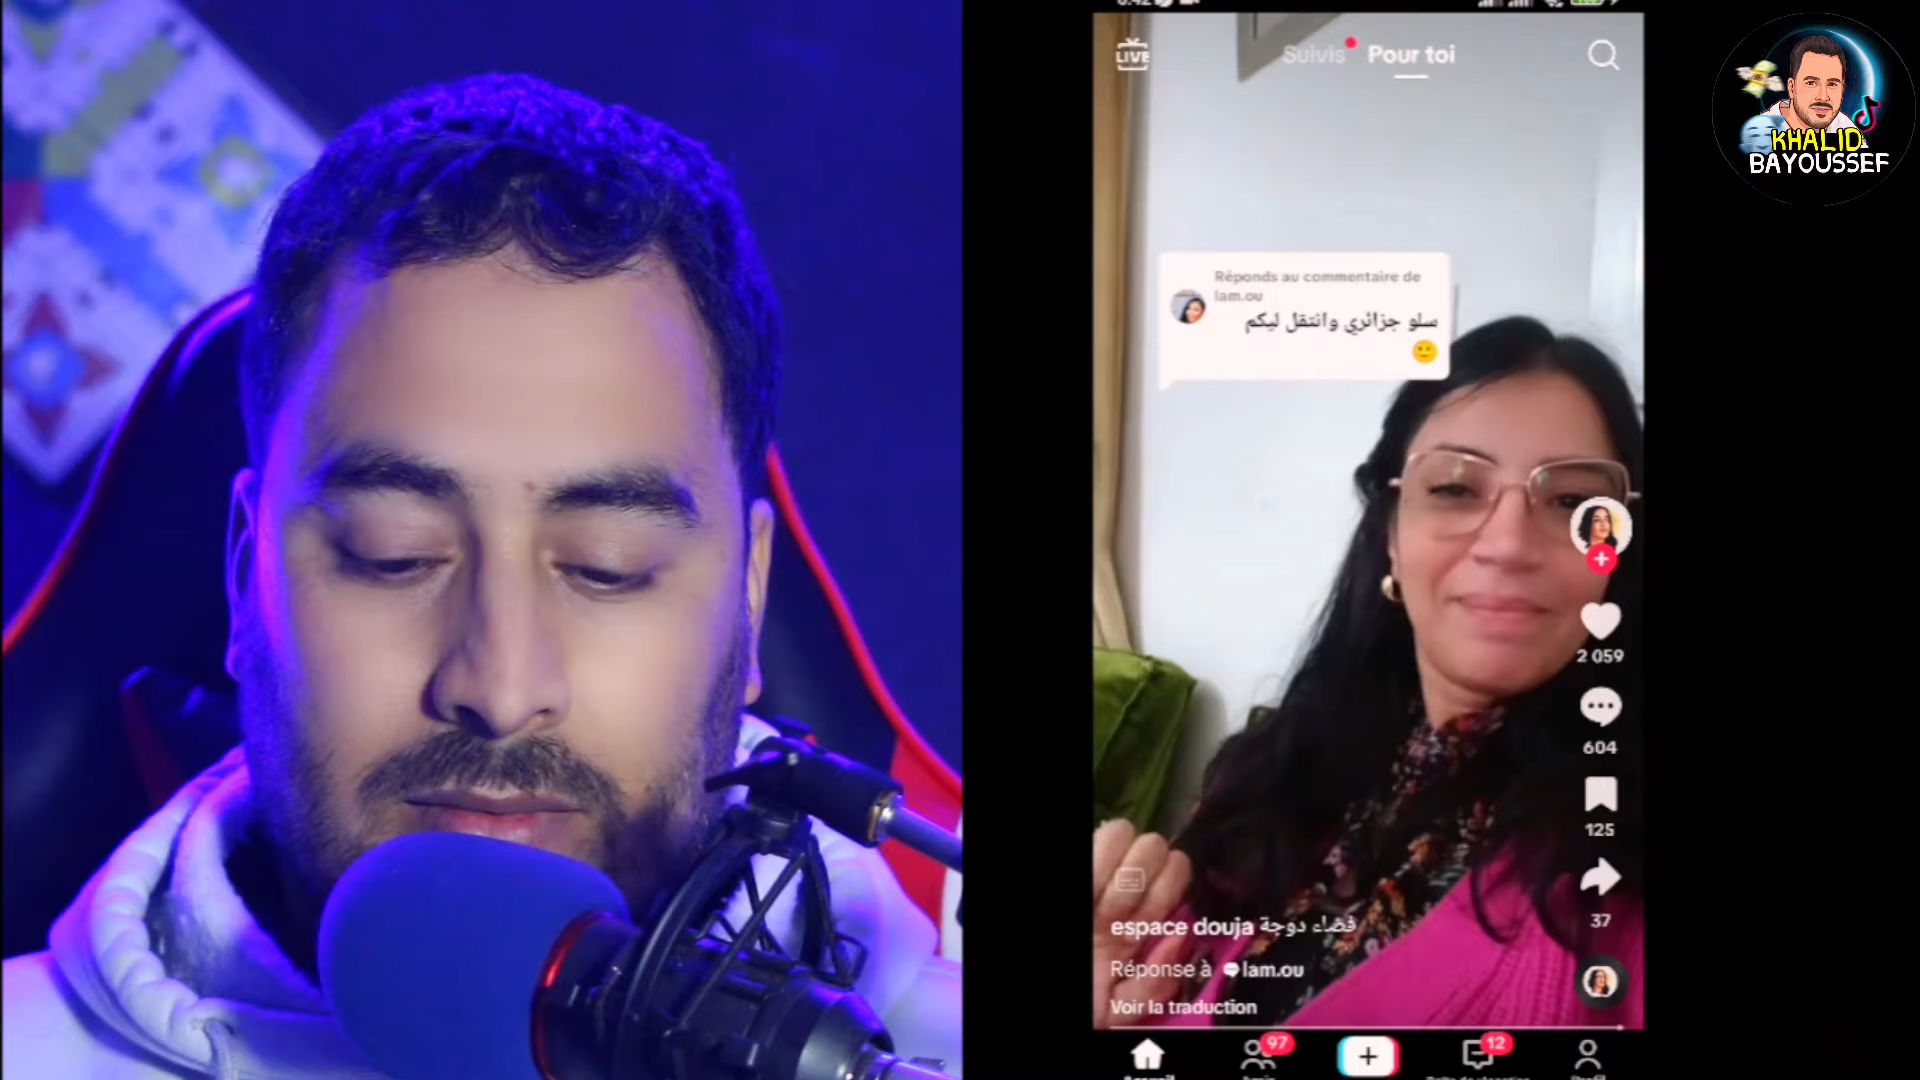 LIVE
Suivis Pour toi
KHALID
BAYOUSSEF
Réponds au commentaire de
lam.ou
سلو جزائري وانتقل ليكم
🙂
2 059
604
125
37
espace douja فضاء دوجة
Réponse à lam.ou
Voir la traduction
97
12